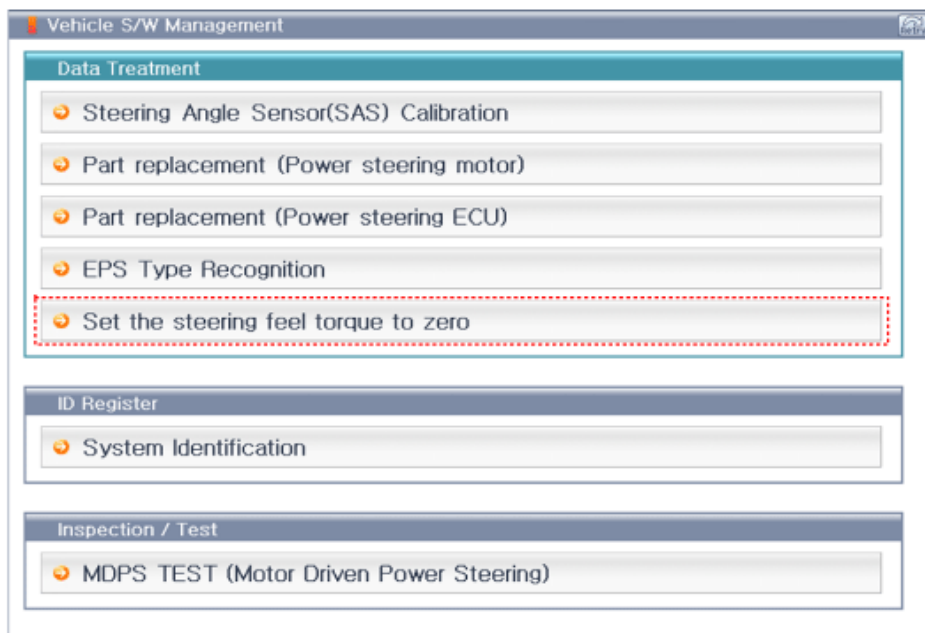 Vehicle S/W Management
Data Treatment
Steering Angle Sensor(SAS) Calibration
Part replacement (Power steering motor)
Part replacement (Power steering ECU)
EPS Type Recognition
Set the steering feel torque to zero
ID Register
System Identification
Inspection / Test
MDPS TEST (Motor Driven Power Steering)